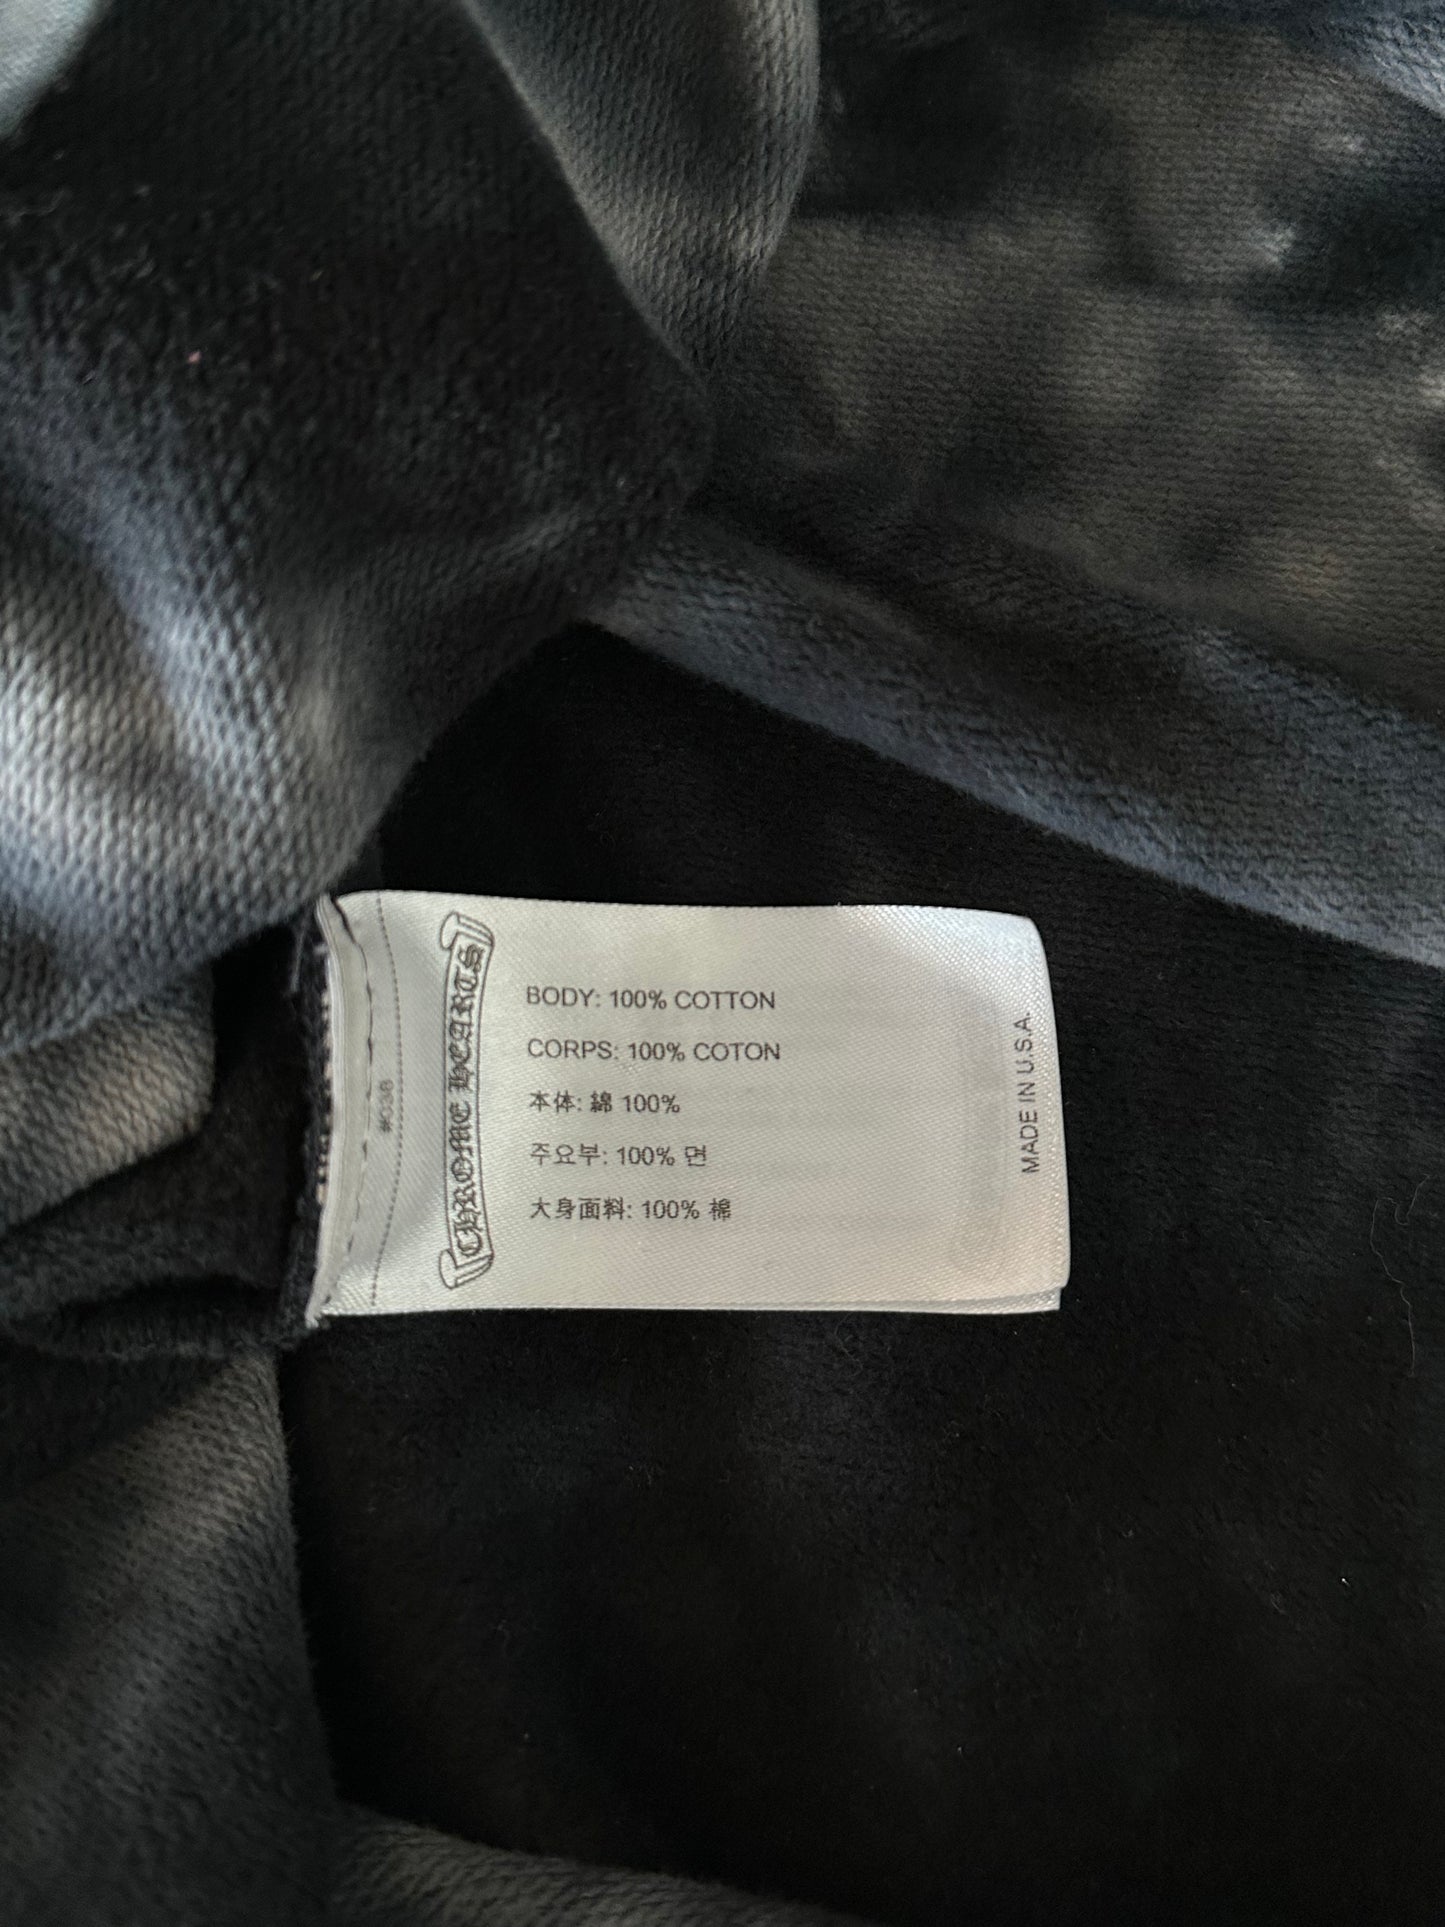 #038
CHROME HEARTS
BODY: 100% COTTON
CORPS: 100% COTON
本体: 綿 100%
주요부: 100% 면
大身面料: 100% 棉
MADE IN U.S.A.